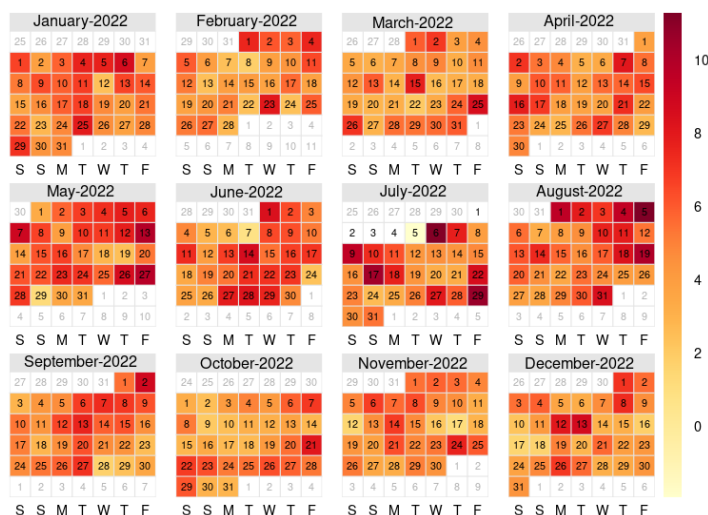 January-2022
25 26 27 28 29 30 31
1 2 3 4 5 6 7
8 9 10 11 12 13 14
15 16 17 18 19 20 21
22 23 24 25 26 27 28
29 30 31 1 2 3 4
S S M T W T F
February-2022
29 30 31 1 2 3 4
5 6 7 8 9 10 11
12 13 14 15 16 17 18
19 20 21 22 23 24 25
26 27 28 1 2 3 4
5 6 7 8 9 10 11
S S M T W T F
March-2022
26 27 28 1 2 3 4
5 6 7 8 9 10 11
12 13 14 15 16 17 18
19 20 21 22 23 24 25
26 27 28 29 30 31 1
2 3 4 5 6 7 8
S S M T W T F
April-2022
26 27 28 29 30 31 1
2 3 4 5 6 7 8
9 10 11 12 13 14 15
16 17 18 19 20 21 22
23 24 25 26 27 28 29
30 1 2 3 4 5 6
S S M T W T F
May-2022
30 1 2 3 4 5 6
7 8 9 10 11 12 13
14 15 16 17 18 19 20
21 22 23 24 25 26 27
28 29 30 31 1 2 3
4 5 6 7 8 9 10
S S M T W T F
June-2022
28 29 30 31 1 2 3
4 5 6 7 8 9 10
11 12 13 14 15 16 17
18 19 20 21 22 23 24
25 26 27 28 29 30 1
2 3 4 5 6 7 8
S S M T W T F
July-2022
25 26 27 28 29 30 1
2 3 4 5 6 7 8
9 10 11 12 13 14 15
16 17 18 19 20 21 22
23 24 25 26 27 28 29
30 31 1 2 3 4 5
S S M T W T F
August-2022
30 31 1 2 3 4 5
6 7 8 9 10 11 12
13 14 15 16 17 18 19
20 21 22 23 24 25 26
27 28 29 30 31 1 2
3 4 5 6 7 8 9
S S M T W T F
September-2022
27 28 29 30 31 1 2
3 4 5 6 7 8 9
10 11 12 13 14 15 16
17 18 19 20 21 22 23
24 25 26 27 28 29 30
1 2 3 4 5 6 7
S S M T W T F
October-2022
24 25 26 27 28 29 30
1 2 3 4 5 6 7
8 9 10 11 12 13 14
15 16 17 18 19 20 21
22 23 24 25 26 27 28
29 30 31 1 2 3 4
S S M T W T F
November-2022
29 30 31 1 2 3 4
5 6 7 8 9 10 11
12 13 14 15 16 17 18
19 20 21 22 23 24 25
26 27 28 29 30 1 2
3 4 5 6 7 8 9
S S M T W T F
December-2022
26 27 28 29 30 1 2
3 4 5 6 7 8 9
10 11 12 13 14 15 16
17 18 19 20 21 22 23
24 25 26 27 28 29 30
31 1 2 3 4 5 6
S S M T W T F
10
8
6
4
2
0